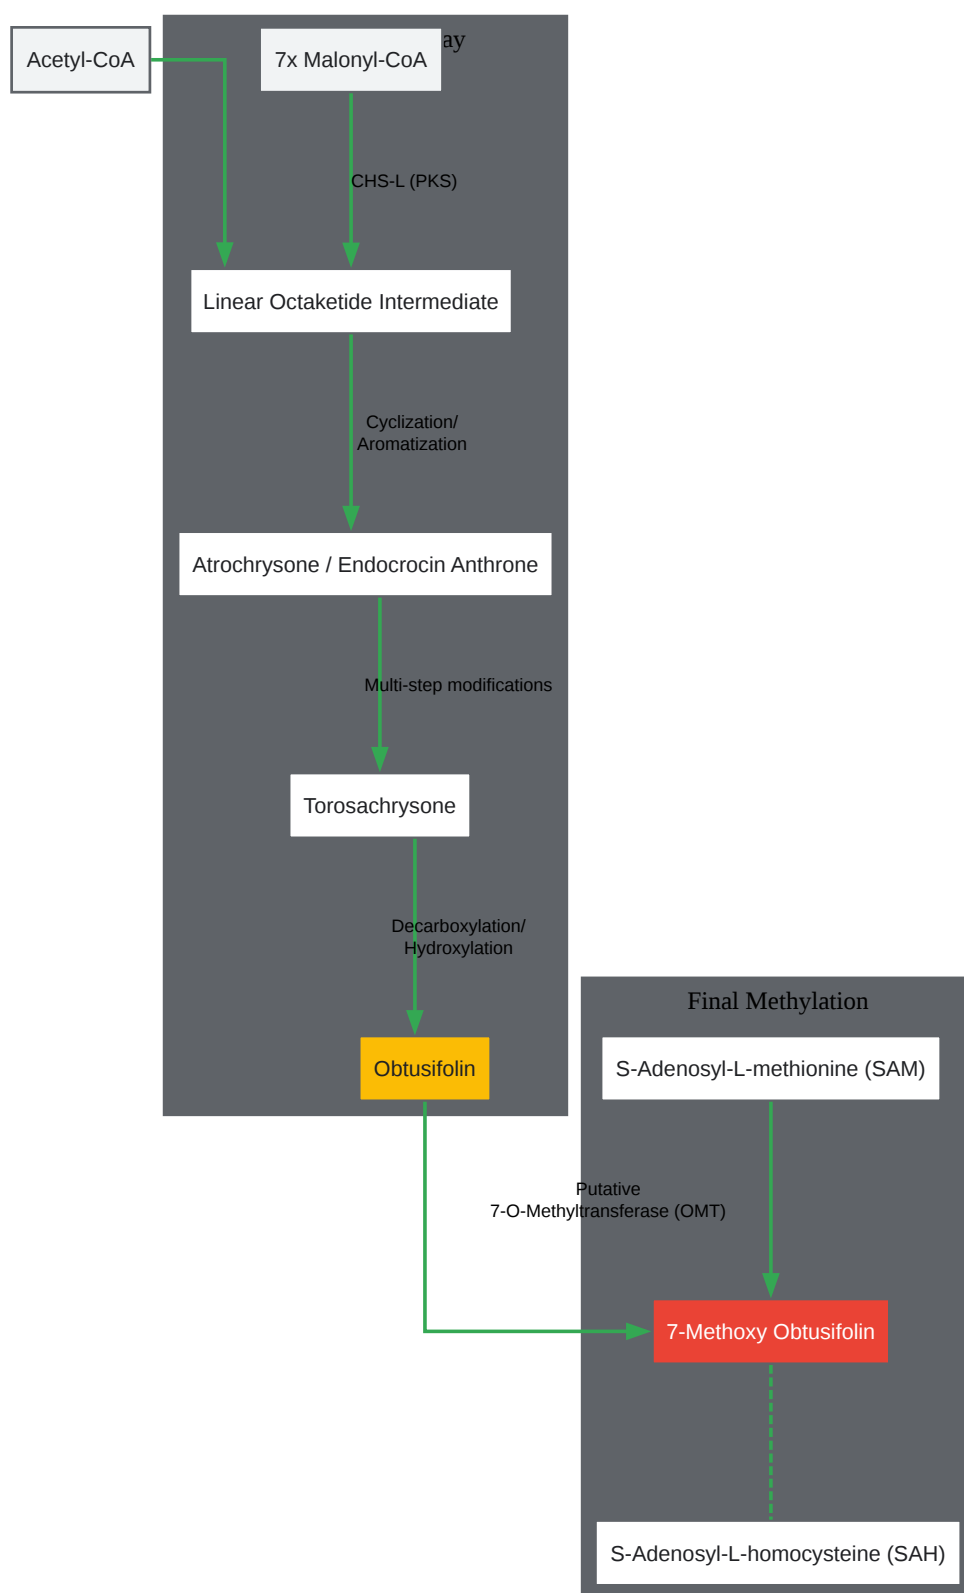 Acetyl-CoA
7x Malonyl-CoA
CHS-L (PKS)
Linear Octaketide Intermediate
Cyclization/
Aromatization
Atrochrysone / Endocrocin Anthrone
Multi-step modifications
Torosachrysone
Decarboxylation/
Hydroxylation
Obtusifolin
Final Methylation
S-Adenosyl-L-methionine (SAM)
Putative
7-O-Methyltransferase (OMT)
7-Methoxy Obtusifolin
S-Adenosyl-L-homocysteine (SAH)